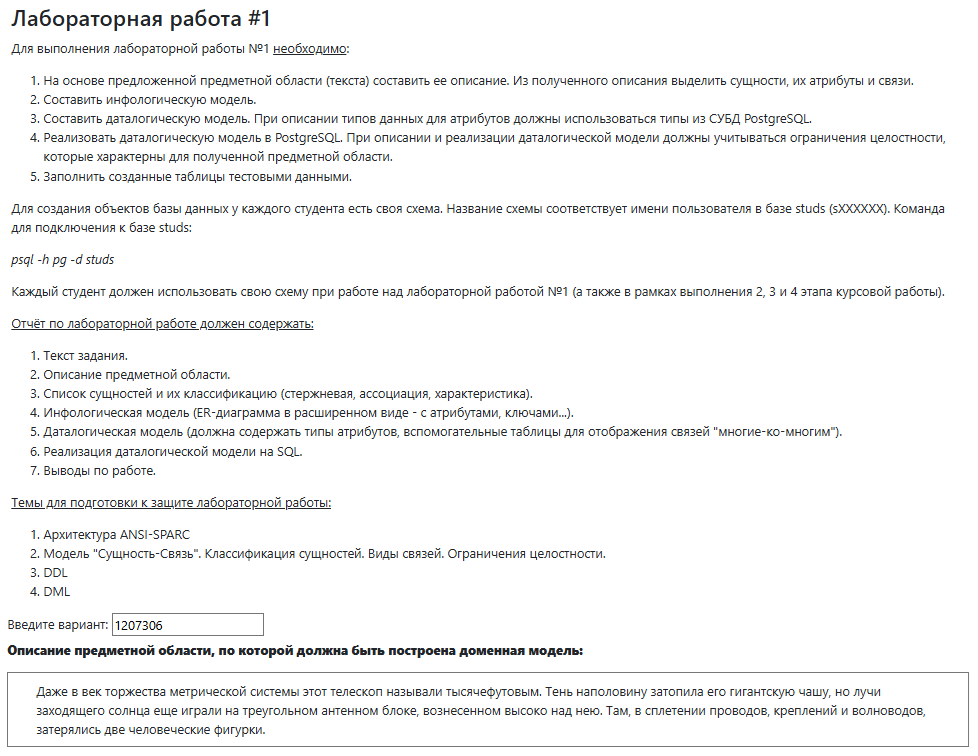 Лабораторная работа #1
Для выполнения лабораторной работы №1 необходимо:
1. На основе предложенной предметной области (текста) составить ее описание. Из полученного описания выделить сущности, их атрибуты и связи.
2. Составить инфологическую модель.
3. Составить даталогическую модель. При описании типов данных для атрибутов должны использоваться типы из СУБД PostgreSQL.
4. Реализовать даталогическую модель в PostgreSQL. При описании и реализации даталогической модели должны учитываться ограничения целостности,
которые характерны для полученной предметной области.
5. Заполнить созданные таблицы тестовыми данными.
Для создания объектов базы данных у каждого студента есть своя схема. Название схемы соответствует имени пользователя в базе studs (sXXXXXX). Команда
для подключения к базе studs:
psql -h pg -d studs
Каждый студент должен использовать свою схему при работе над лабораторной работой №1 (а также в рамках выполнения 2, 3 и 4 этапа курсовой работы).
Отчёт по лабораторной работе должен содержать:
1. Текст задания.
2. Описание предметной области.
3. Список сущностей и их классификацию (стержневая, ассоциация, характеристика).
4. Инфологическая модель (ER-диаграмма в расширенном виде - с атрибутами, ключами...).
5. Даталогическая модель (должна содержать типы атрибутов, вспомогательные таблицы для отображения связей "многие-ко-многим").
6. Реализация даталогической модели на SQL.
7. Выводы по работе.
Темы для подготовки к защите лабораторной работы:
1. Архитектура ANSI-SPARC
2. Модель "Сущность-Связь". Классификация сущностей. Виды связей. Ограничения целостности.
3. DDL
4. DML
Введите вариант: 1207306
Описание предметной области, по которой должна быть построена доменная модель:
Даже в век торжества метрической системы этот телескоп называли тысячефутовым. Тень наполовину затопила его гигантскую чашу, но лучи
заходящего солнца еще играли на треугольном антенном блоке, вознесенном высоко над нею. Там, в сплетении проводов, креплений и волноводов,
затерялись две человеческие фигурки.